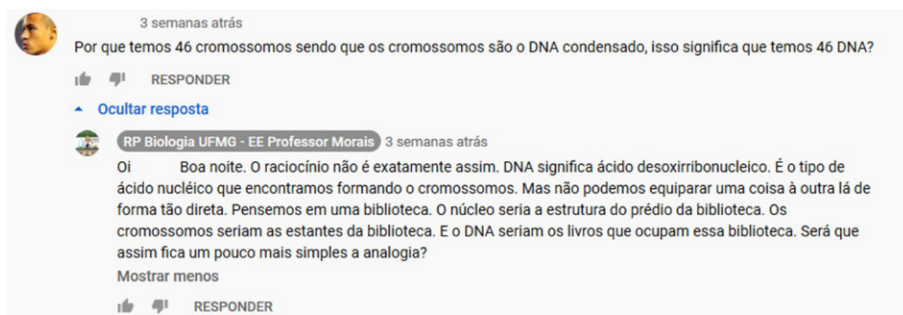 3 semanas atrás
Por que temos 46 cromossomos sendo que os cromossomos são o DNA condensado, isso significa que temos 46 DNA?
RESPONDER
Ocultar resposta
RP Biologia UFMG - EE Professor Morais 3 semanas atrás
Oi Boa noite. O raciocínio não é exatamente assim. DNA significa ácido desoxirribonucleico. É o tipo de
ácido nucléico que encontramos formando o cromossomos. Mas não podemos equiparar uma coisa à outra lá de
forma tão direta. Pensemos em uma biblioteca. O núcleo seria a estrutura do prédio da biblioteca. Os
cromossomos seriam as estantes da biblioteca. E o DNA seriam os livros que ocupam essa biblioteca. Será que
assim fica um pouco mais simples a analogia?
Mostrar menos
RESPONDER